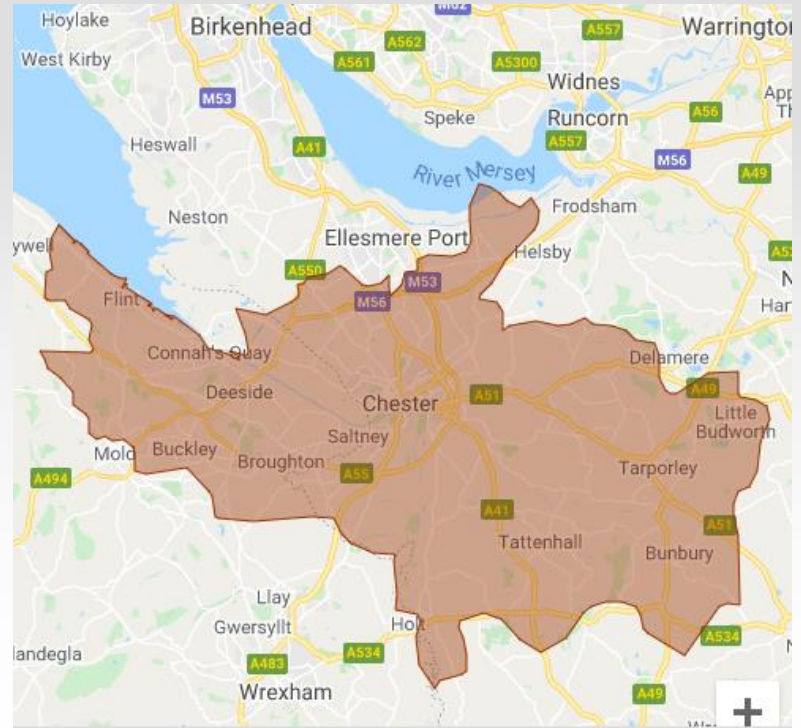 Hoylake
Birkenhead
A562
A557
Warrington
West Kirby
A561
A5300
Widnes
M53
Speke
Runcorn
A56
Heswall
A41
A557
M56
River Mersey
A49
Neston
Frodsham
Ellesmere Port
Helsby
A550
M53
M56
Flint
Connah's Quay
Delamere
Deeside
Chester
A51
A49
Little
Budworth
Saltney
Mold
Buckley
Broughton
A55
Tarporley
A494
A41
A51
Tattenhall
Bunbury
Llay
Gwersyllt
Holt
A534
A534
landegla
A483
Wrexham
A49
+